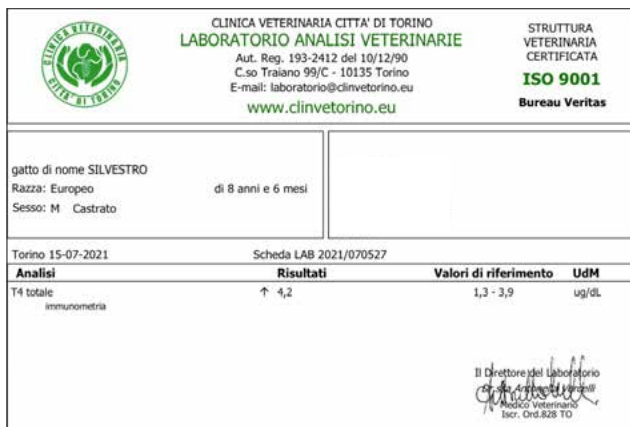 CLINICA VETERINARIA
CITTA' DI TORINO
CLINICA VETERINARIA CITTA' DI TORINO
LABORATORIO ANALISI VETERINARIE
Aut. Reg. 193-2412 del 10/12/90
C.so Traiano 99/C - 10135 Torino
E-mail: laboratorio@clinvetorino.eu
www.clinvetorino.eu
STRUTTURA
VETERINARIA
CERTIFICATA
ISO 9001
Bureau Veritas
gatto di nome SILVESTRO
Razza: Europeo di 8 anni e 6 mesi
Sesso: M Castrato
Torino 15-07-2021 Scheda LAB 2021/070527
Analisi Risultati Valori di riferimento UdM
T4 totale ↑ 4,2 1,3 - 3,9 ug/dL
immunometria
Il Direttore del Laboratorio
Medico Veterinario
Iscr. Ord.828 TO